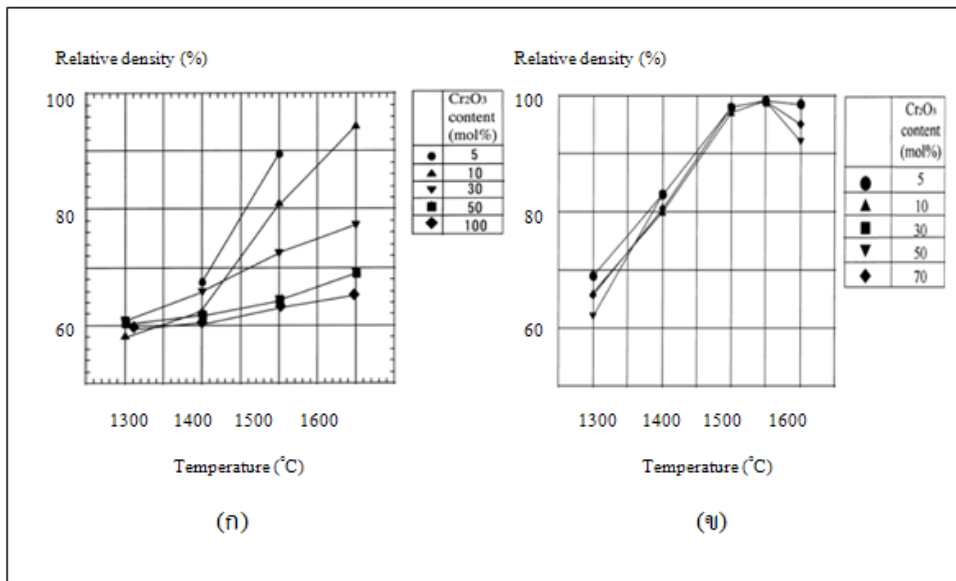 Relative density (%)
100
80
60
1300 1400 1500 1600
Temperature (°C)
Cr₂O₃
content
(mol%)
5
10
30
50
100
(ก)
Relative density (%)
100
80
60
1300 1400 1500 1600
Temperature (°C)
Cr₂O₃
content
(mol%)
5
10
30
50
70
(ข)